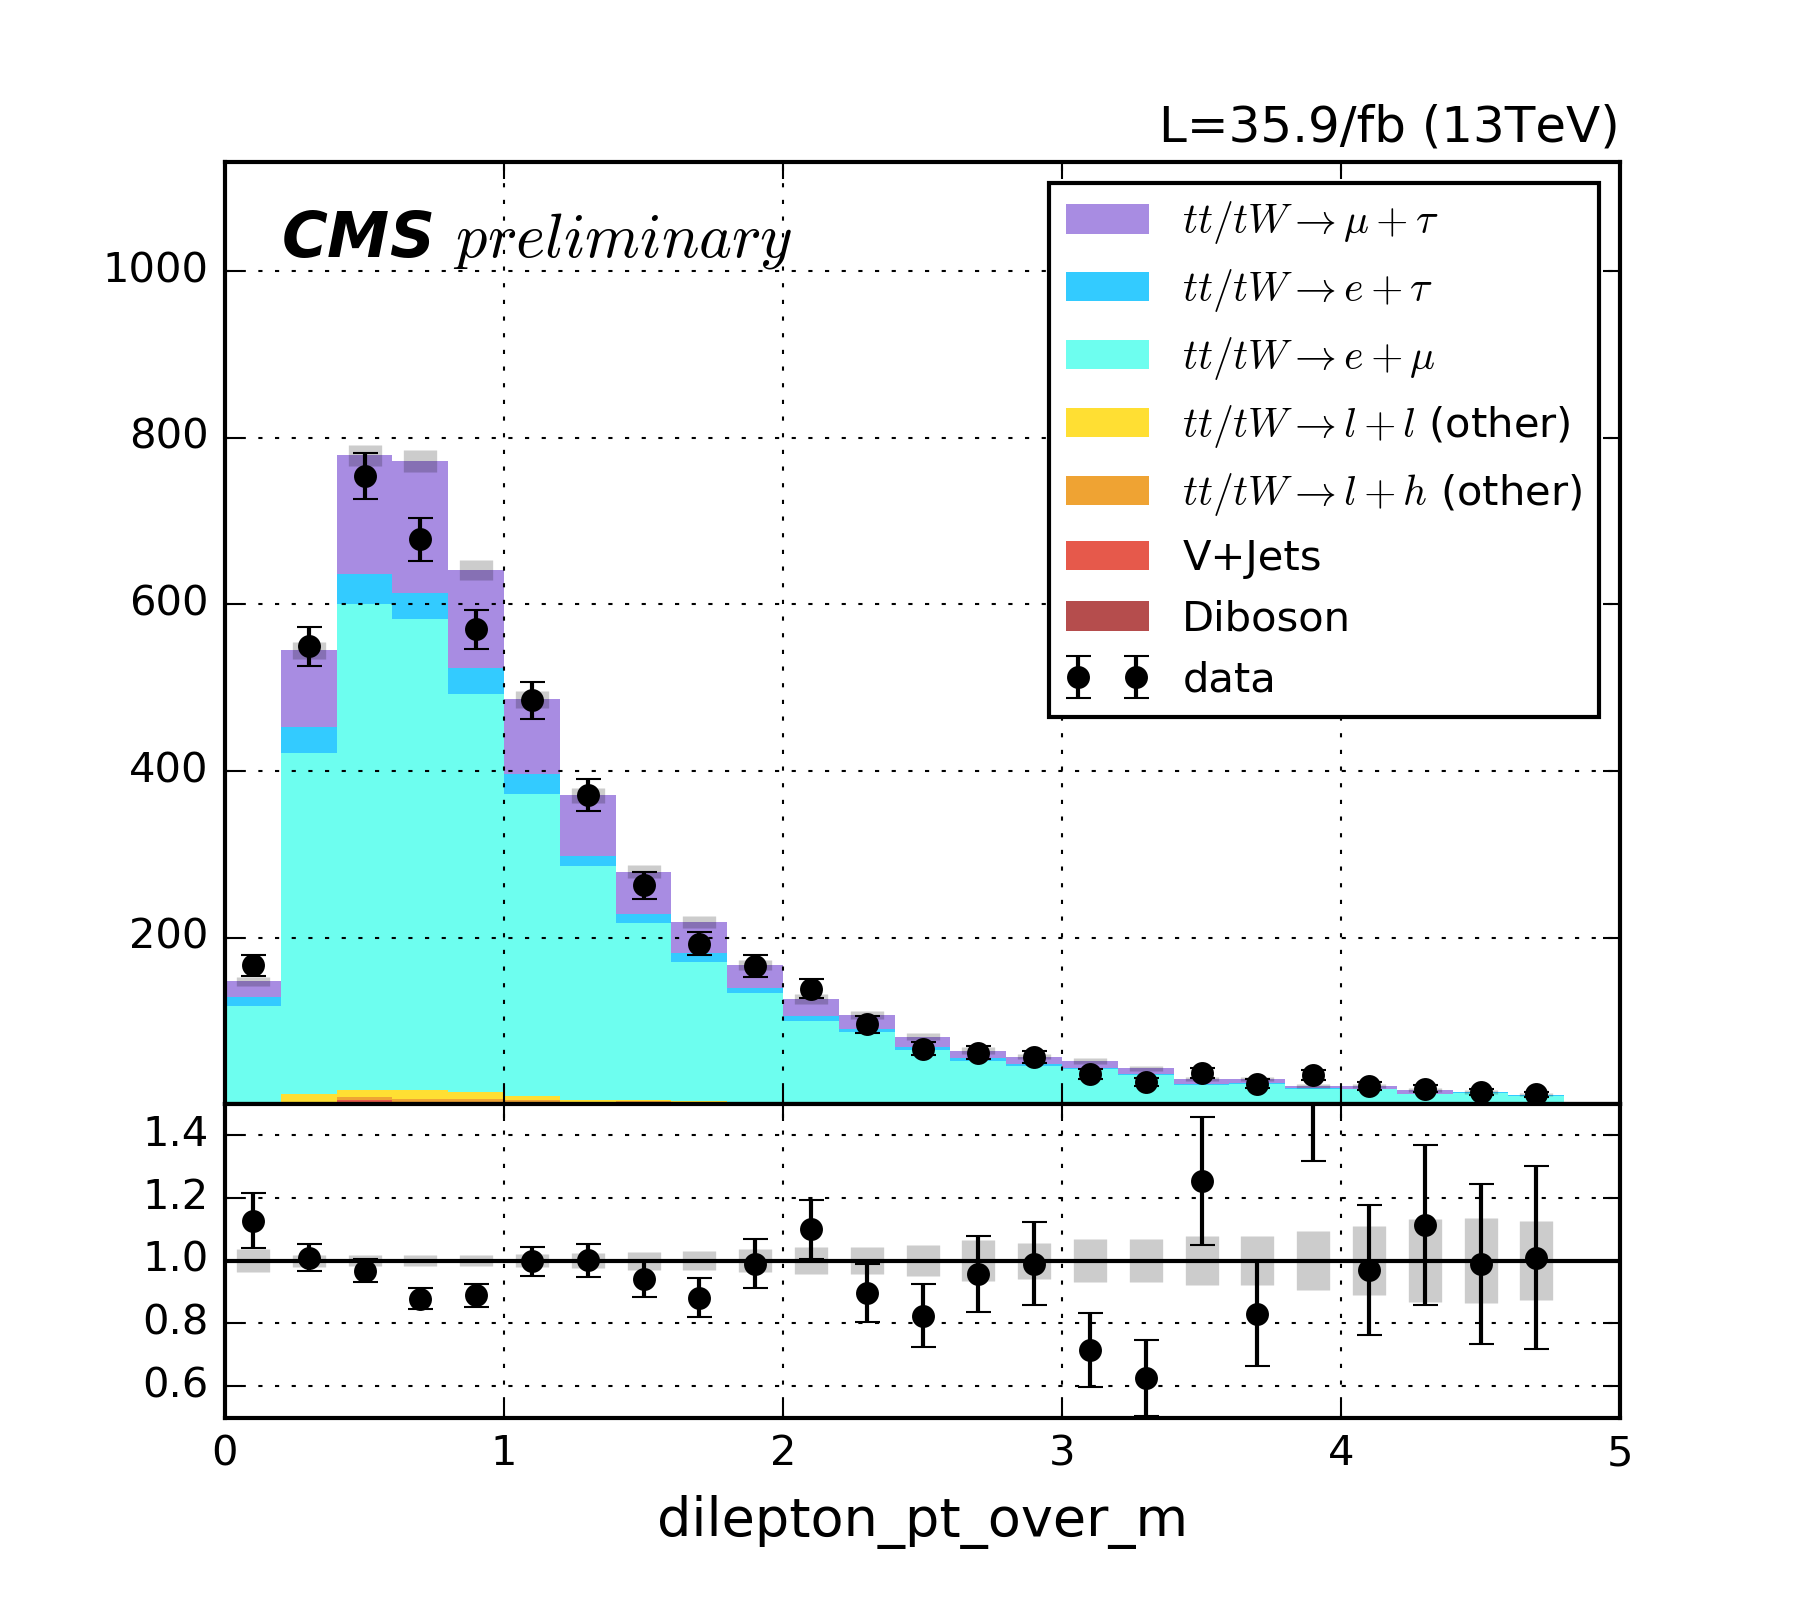 L=35.9/fb (13TeV)
CMS preliminary
1000
800
600
400
200
tt/tW→μ+τ
tt/tW→e+τ
tt/tW→e+μ
tt/tW→l+l (other)
tt/tW→l+h (other)
V+Jets
Diboson
data
1.4
1.2
1.0
0.8
0.6
0 1 2 3 4 5
dilepton_pt_over_m